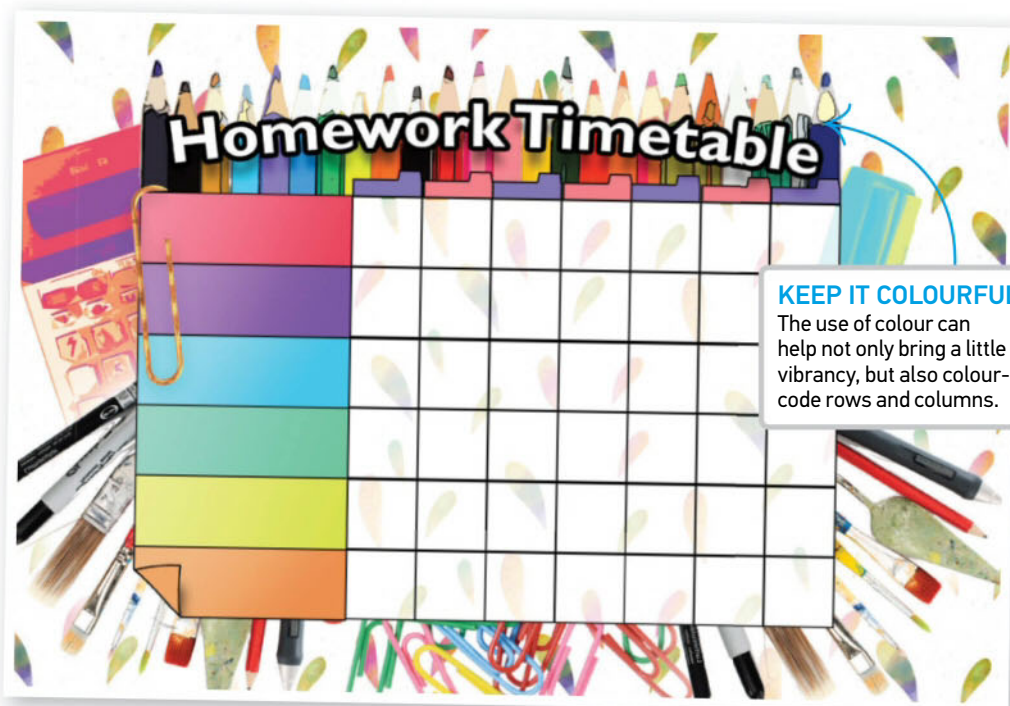 Homework Timetable
KEEP IT COLOURFUL
The use of colour can
help not only bring a little
vibrancy, but also colour-
code rows and columns.